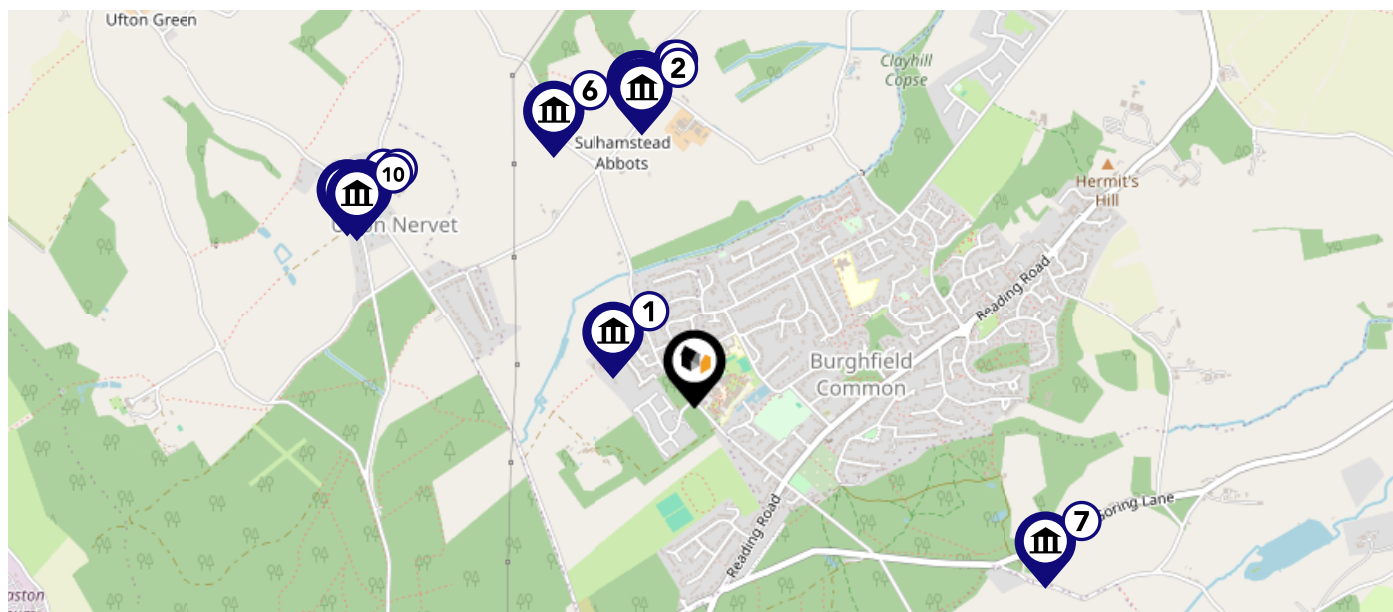 Ufton Green
Clayhill
Copse
2
6
Sulhamstead
Abbots
Hermit's
Hill
10
Nervet
Reading Road
1
Burghfield
Common
Reading Road
Goring Lane
7